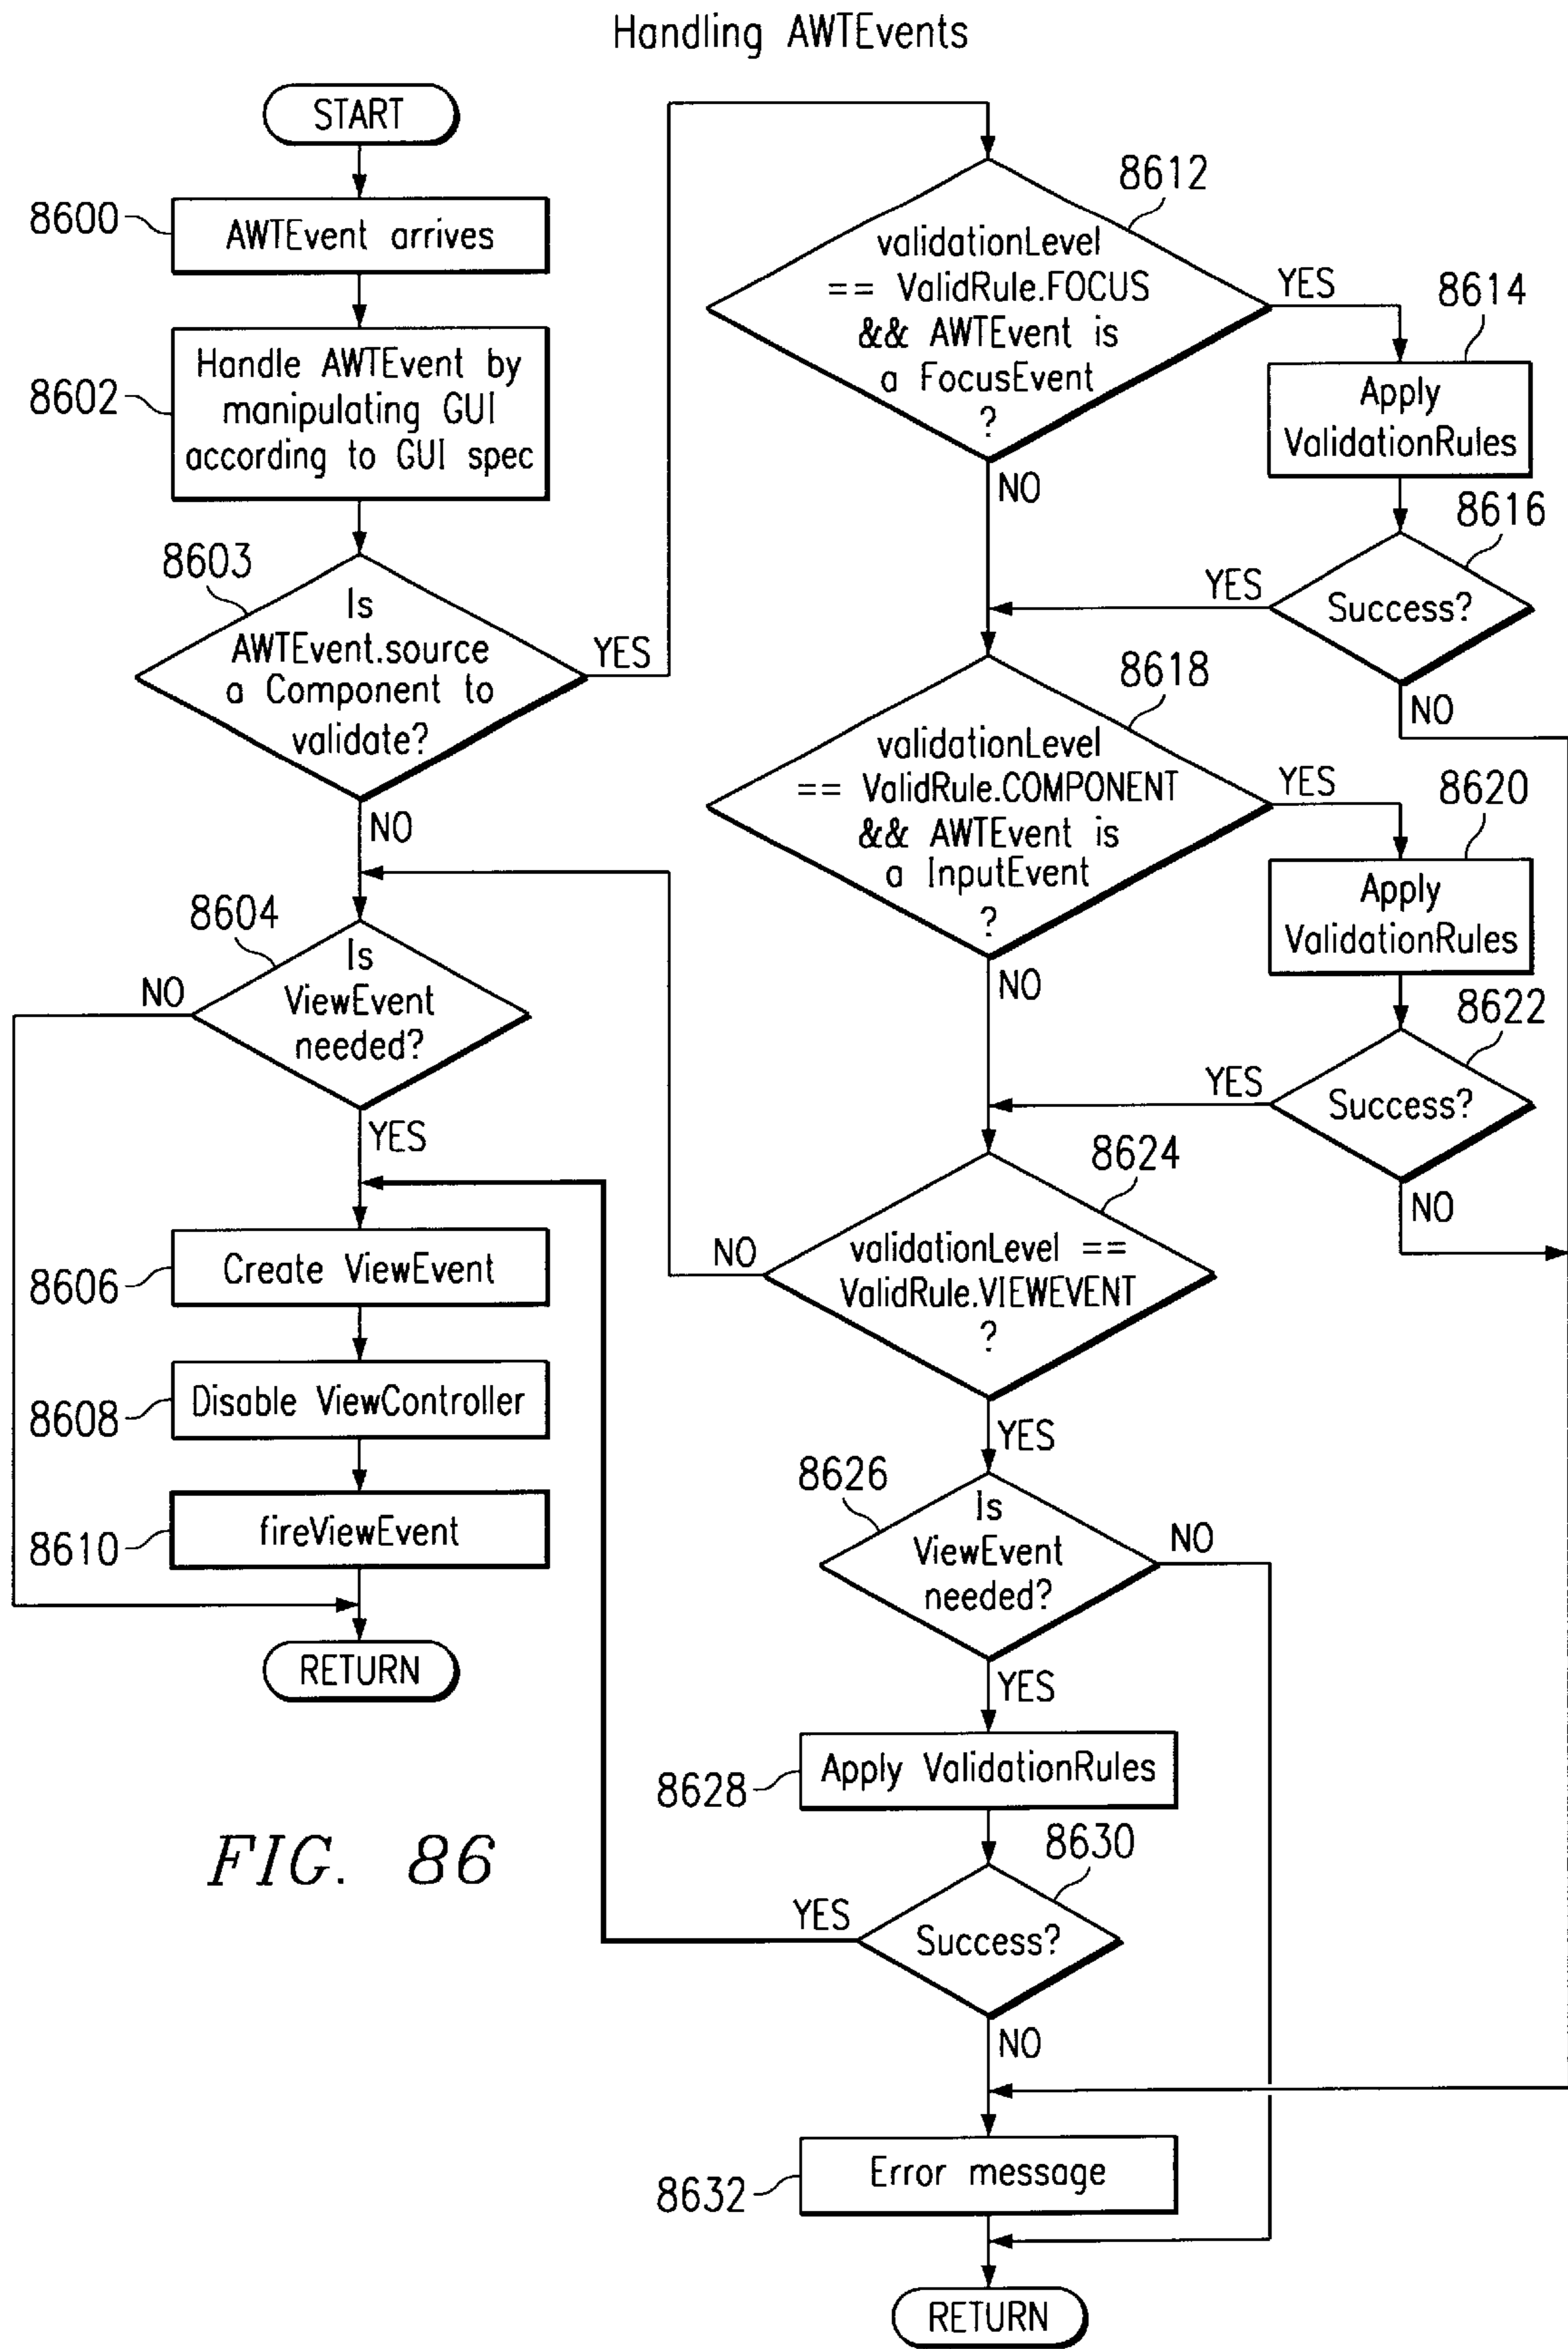 Handling AWTEvents
START
8600
AWTEvent arrives
8602
Handle AWTEvent by
manipulating GUI
according to GUI spec
8603
Is
AWTEvent.source
a Component to
validate?
YES
NO
8604
Is
ViewEvent
needed?
NO
YES
8606
Create ViewEvent
8608
Disable ViewController
8610
fireViewEvent
RETURN
8612
validationLevel
== ValidRule.FOCUS
&& AWTEvent is
a FocusEvent
?
YES
NO
8614
Apply
ValidationRules
8616
Success?
YES
NO
8618
validationLevel
== ValidRule.COMPONENT
&& AWTEvent is
a InputEvent
?
YES
NO
8620
Apply
ValidationRules
8622
Success?
YES
NO
8624
validationLevel ==
ValidRule.VIEWEVENT
?
NO
YES
8626
Is
ViewEvent
needed?
NO
YES
8628
Apply ValidationRules
8630
Success?
YES
NO
8632
Error message
RETURN
FIG. 86